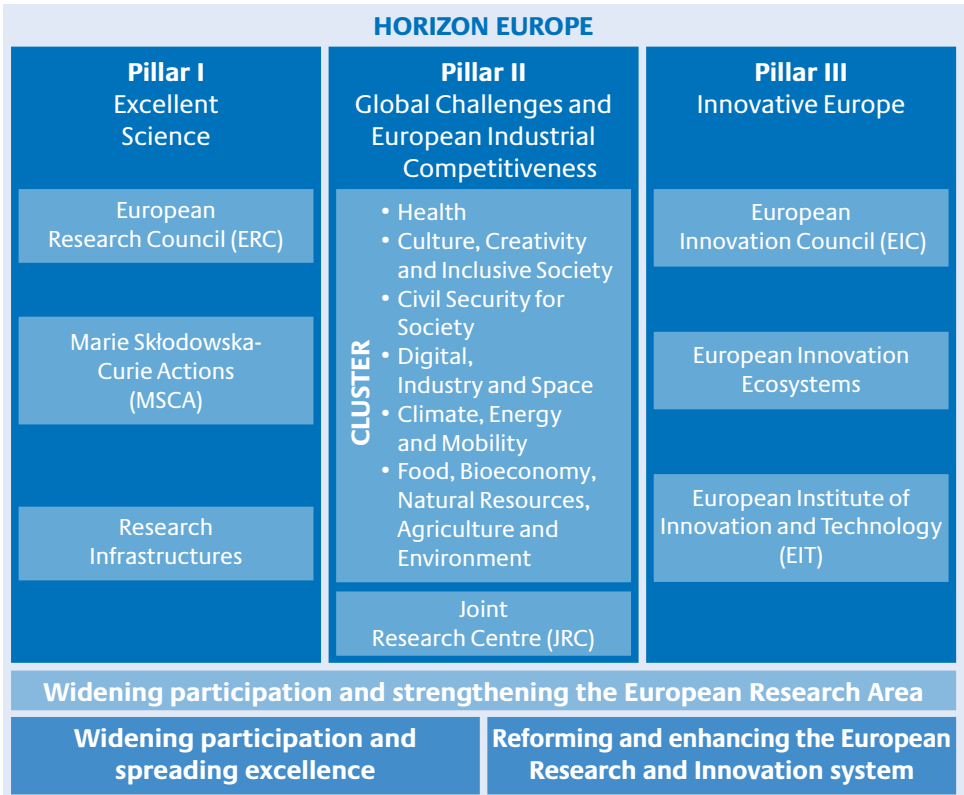 HORIZON EUROPE
Pillar I
Excellent
Science
European
Research Council (ERC)
Marie Skłodowska-
Curie Actions
(MSCA)
Research
Infrastructures
Pillar II
Global Challenges and
European Industrial
Competitiveness
CLUSTER
• Health
• Culture, Creativity
and Inclusive Society
• Civil Security for
Society
• Digital,
Industry and Space
• Climate, Energy
and Mobility
• Food, Bioeconomy,
Natural Resources,
Agriculture and
Environment
Joint
Research Centre (JRC)
Pillar III
Innovative Europe
European
Innovation Council (EIC)
European Innovation
Ecosystems
European Institute of
Innovation and Technology
(EIT)
Widening participation and strengthening the European Research Area
Widening participation and
spreading excellence
Reforming and enhancing the European
Research and Innovation system